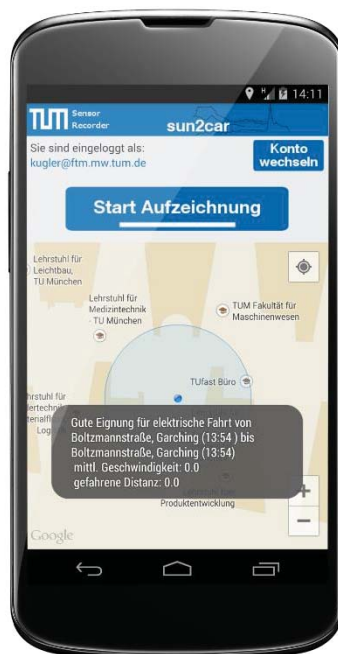 H
14:11
TUM Sensor
Recorder
sun2car
Sie sind eingeloggt als:
kugler@ftm.mw.tum.de
Konto
wechseln
Start Aufzeichnung
Lehrstuhl für
Leichtbau,
TU München
Lehrstuhl für
Medizintechnik
- TU München
TUM Fakultät für
Maschinenwesen
TUfast Büro
hrstuhl für
Gute Eignung für elektrische Fahrt von
Boltzmannstraße, Garching (13:54 ) bis
Boltzmannstraße, Garching (13:54)
mittl. Geschwindigkeit: 0.0
gefahrene Distanz: 0.0
Produktentwicklung
+
−
Google